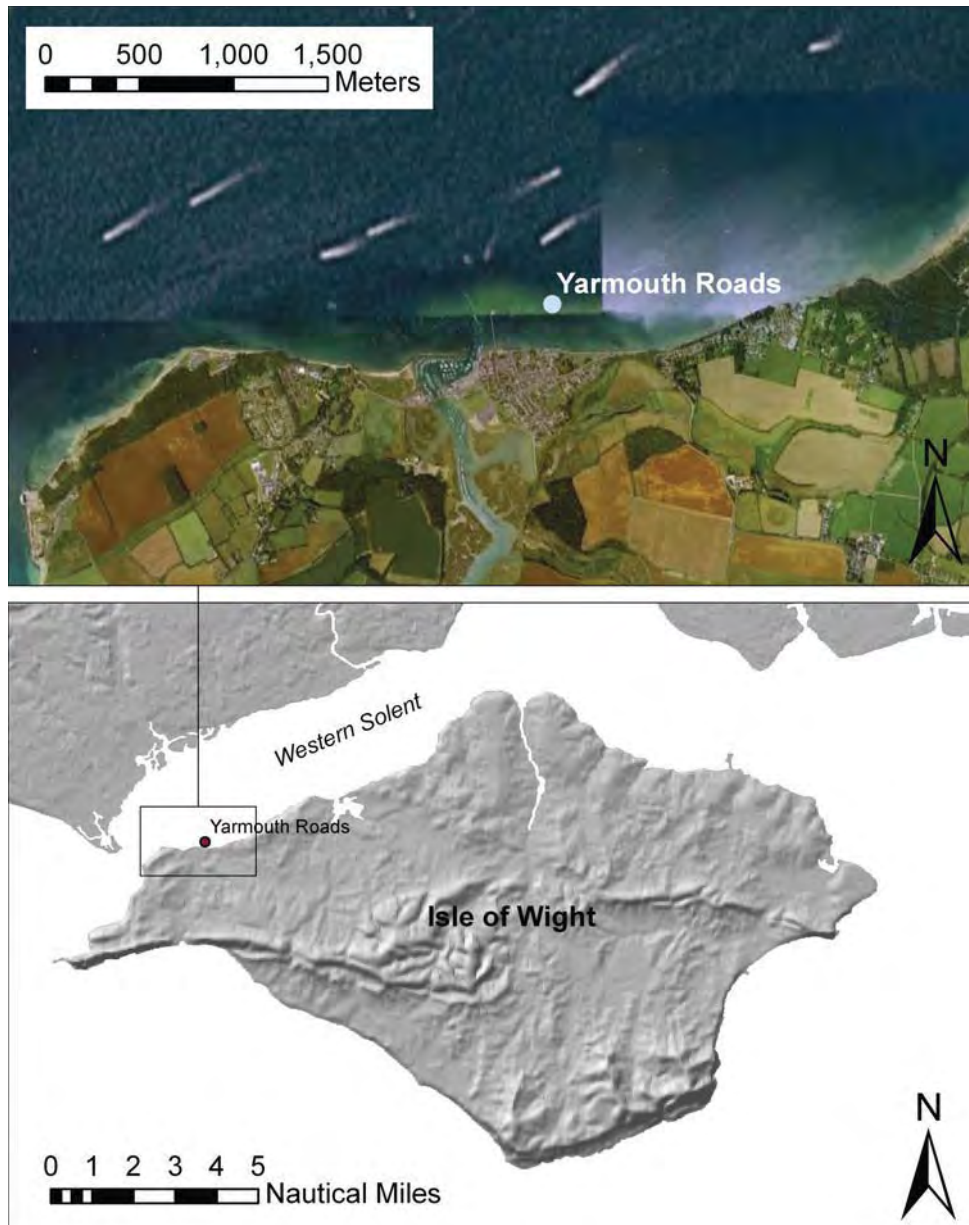 0 500 1,000 1,500
Meters
Yarmouth Roads
N
Western Solent
Yarmouth Roads
Isle of Wight
N
0 1 2 3 4 5
Nautical Miles